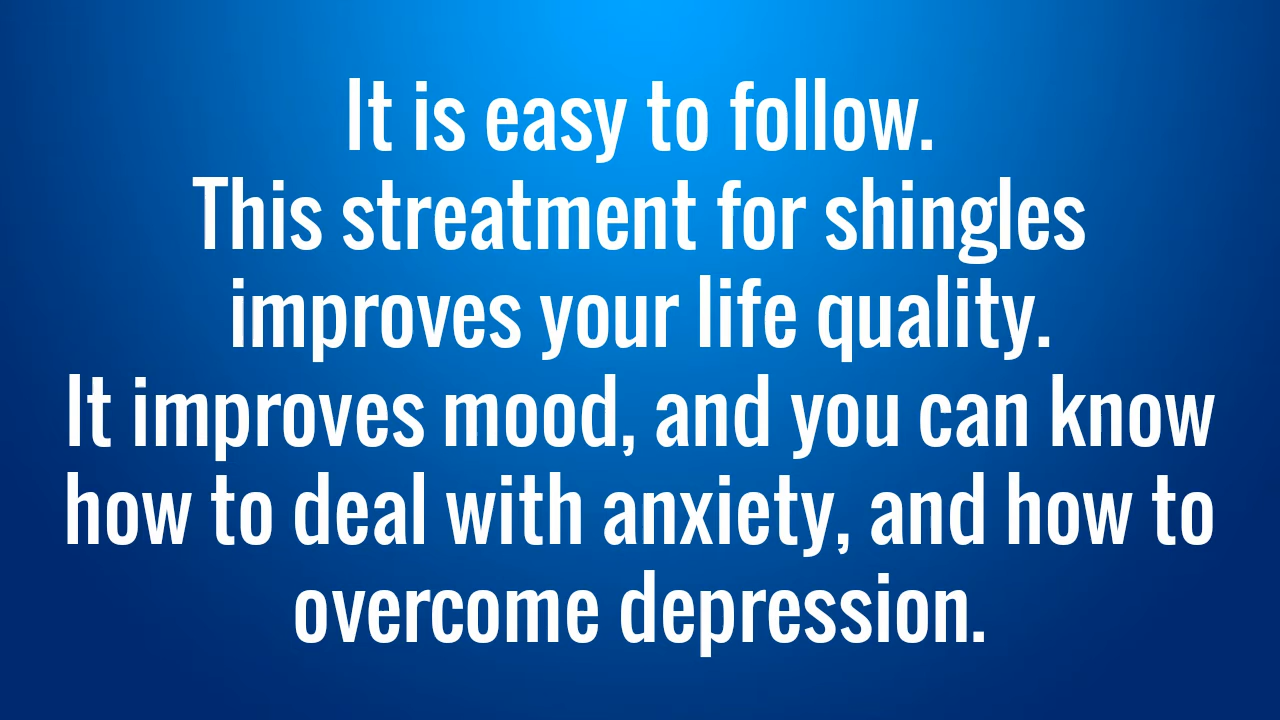 It is easy to follow.
This streatment for shingles
improves your life quality.
It improves mood, and you can know
how to deal with anxiety, and how to
overcome depression.